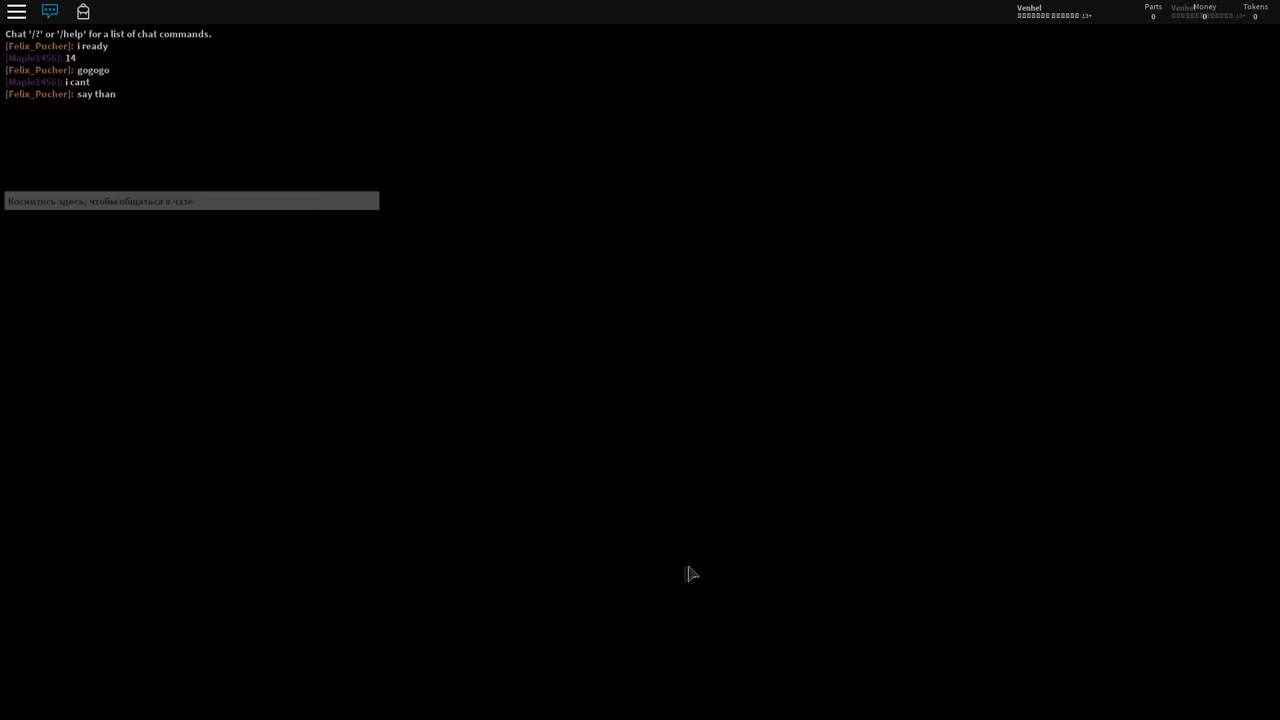 Venhel
13+
Parts
0
Money
0
Tokens
0
Chat '/?' or '/help' for a list of chat commands.
[Felix_Pucher]: i ready
[Maple1456]: 14
[Felix_Pucher]: gogogo
[Maple1456]: i cant
[Felix_Pucher]: say than
Коснитесь здесь, чтобы общаться в чате